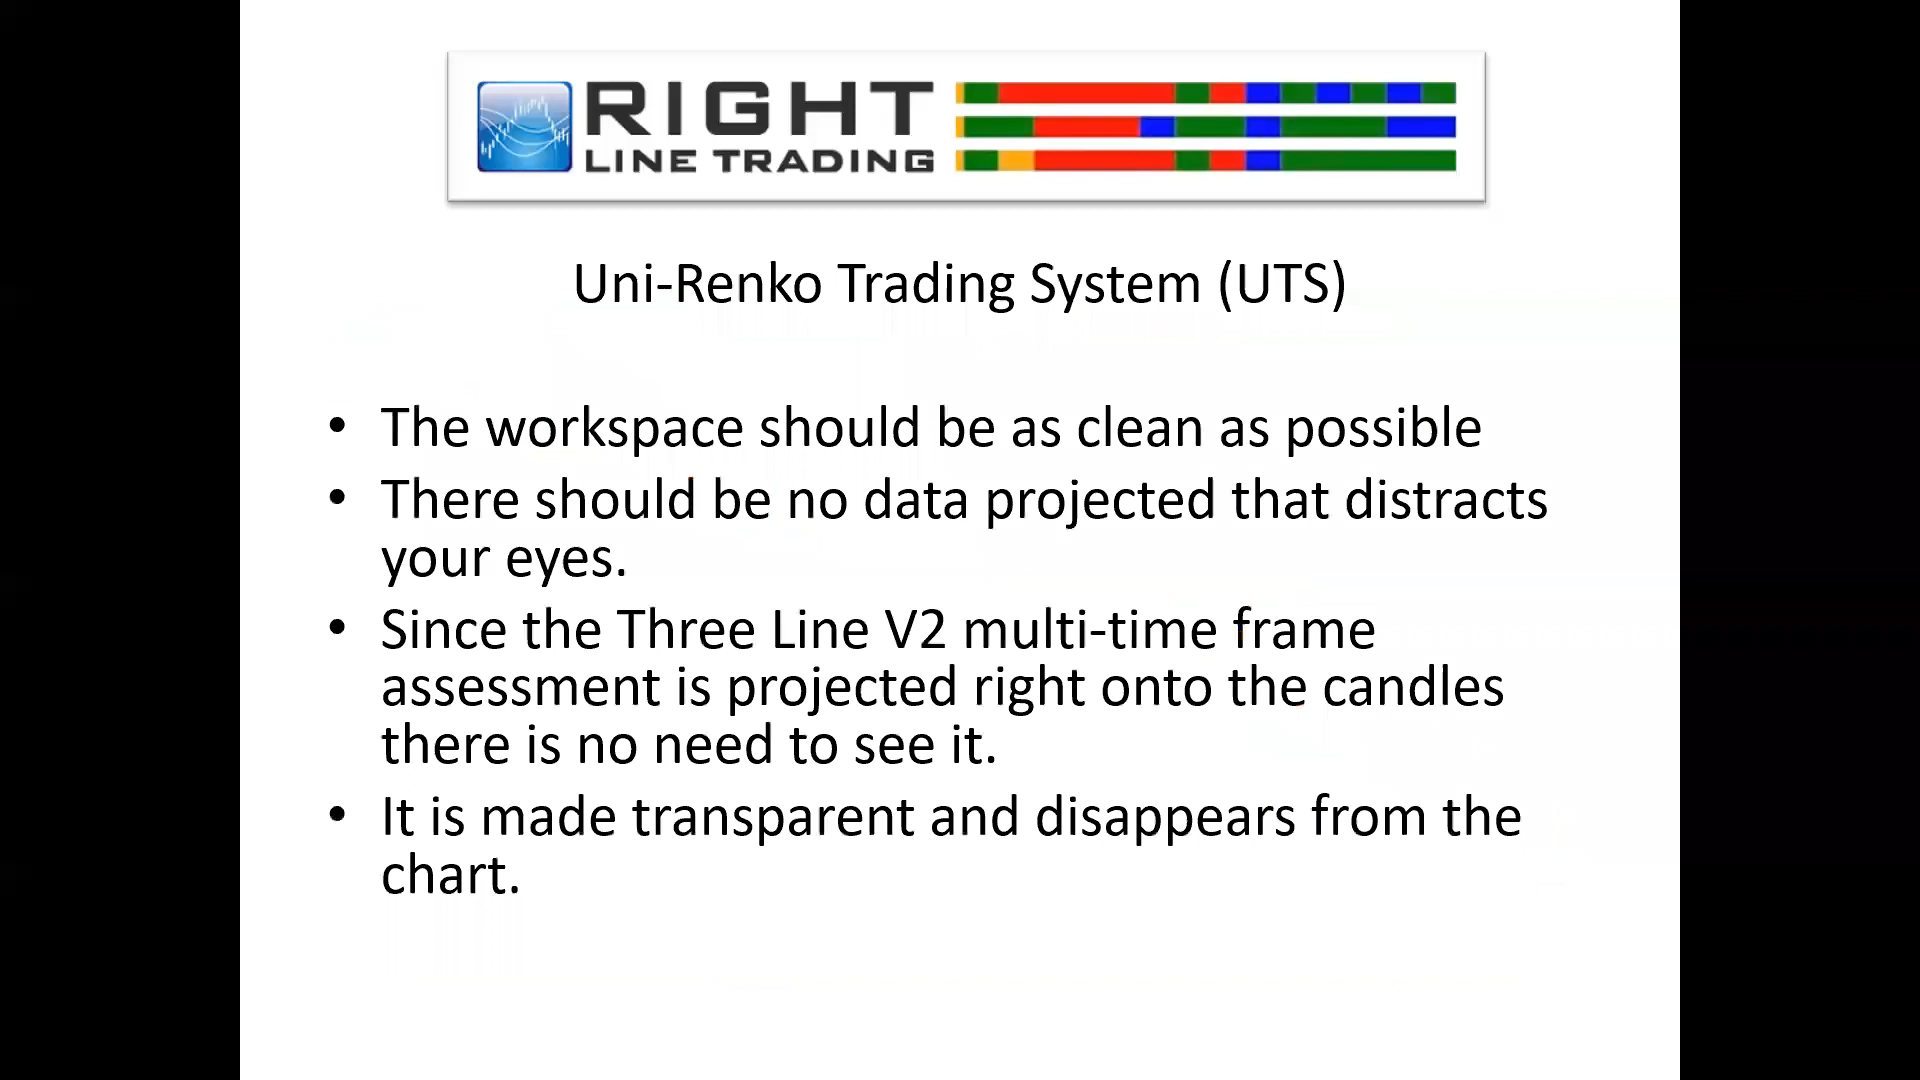 RIGHT
LINE TRADING
Uni-Renko Trading System (UTS)
• The workspace should be as clean as possible
• There should be no data projected that distracts
your eyes.
• Since the Three Line V2 multi-time frame
assessment is projected right onto the candles
there is no need to see it.
• It is made transparent and disappears from the
chart.